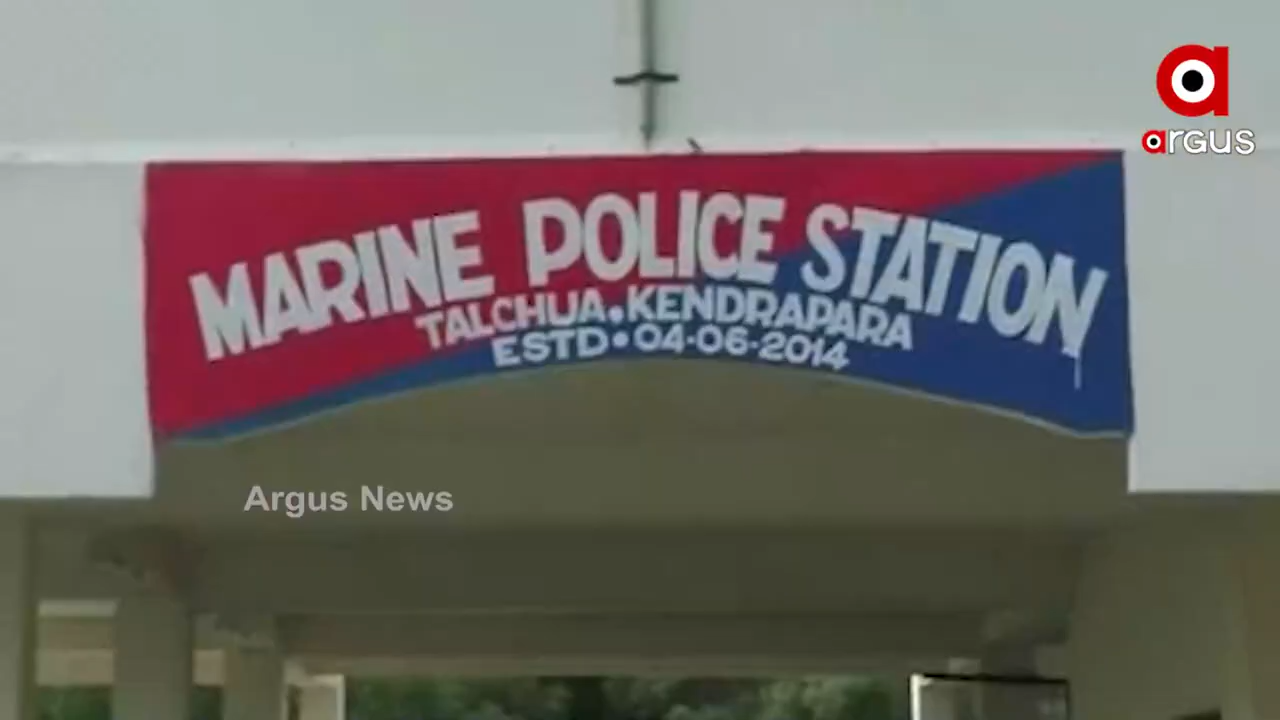 argus
MARINE POLICE STATION
TALCHUA. KENDRAPARA
ESTD•04-06-2014
Argus News